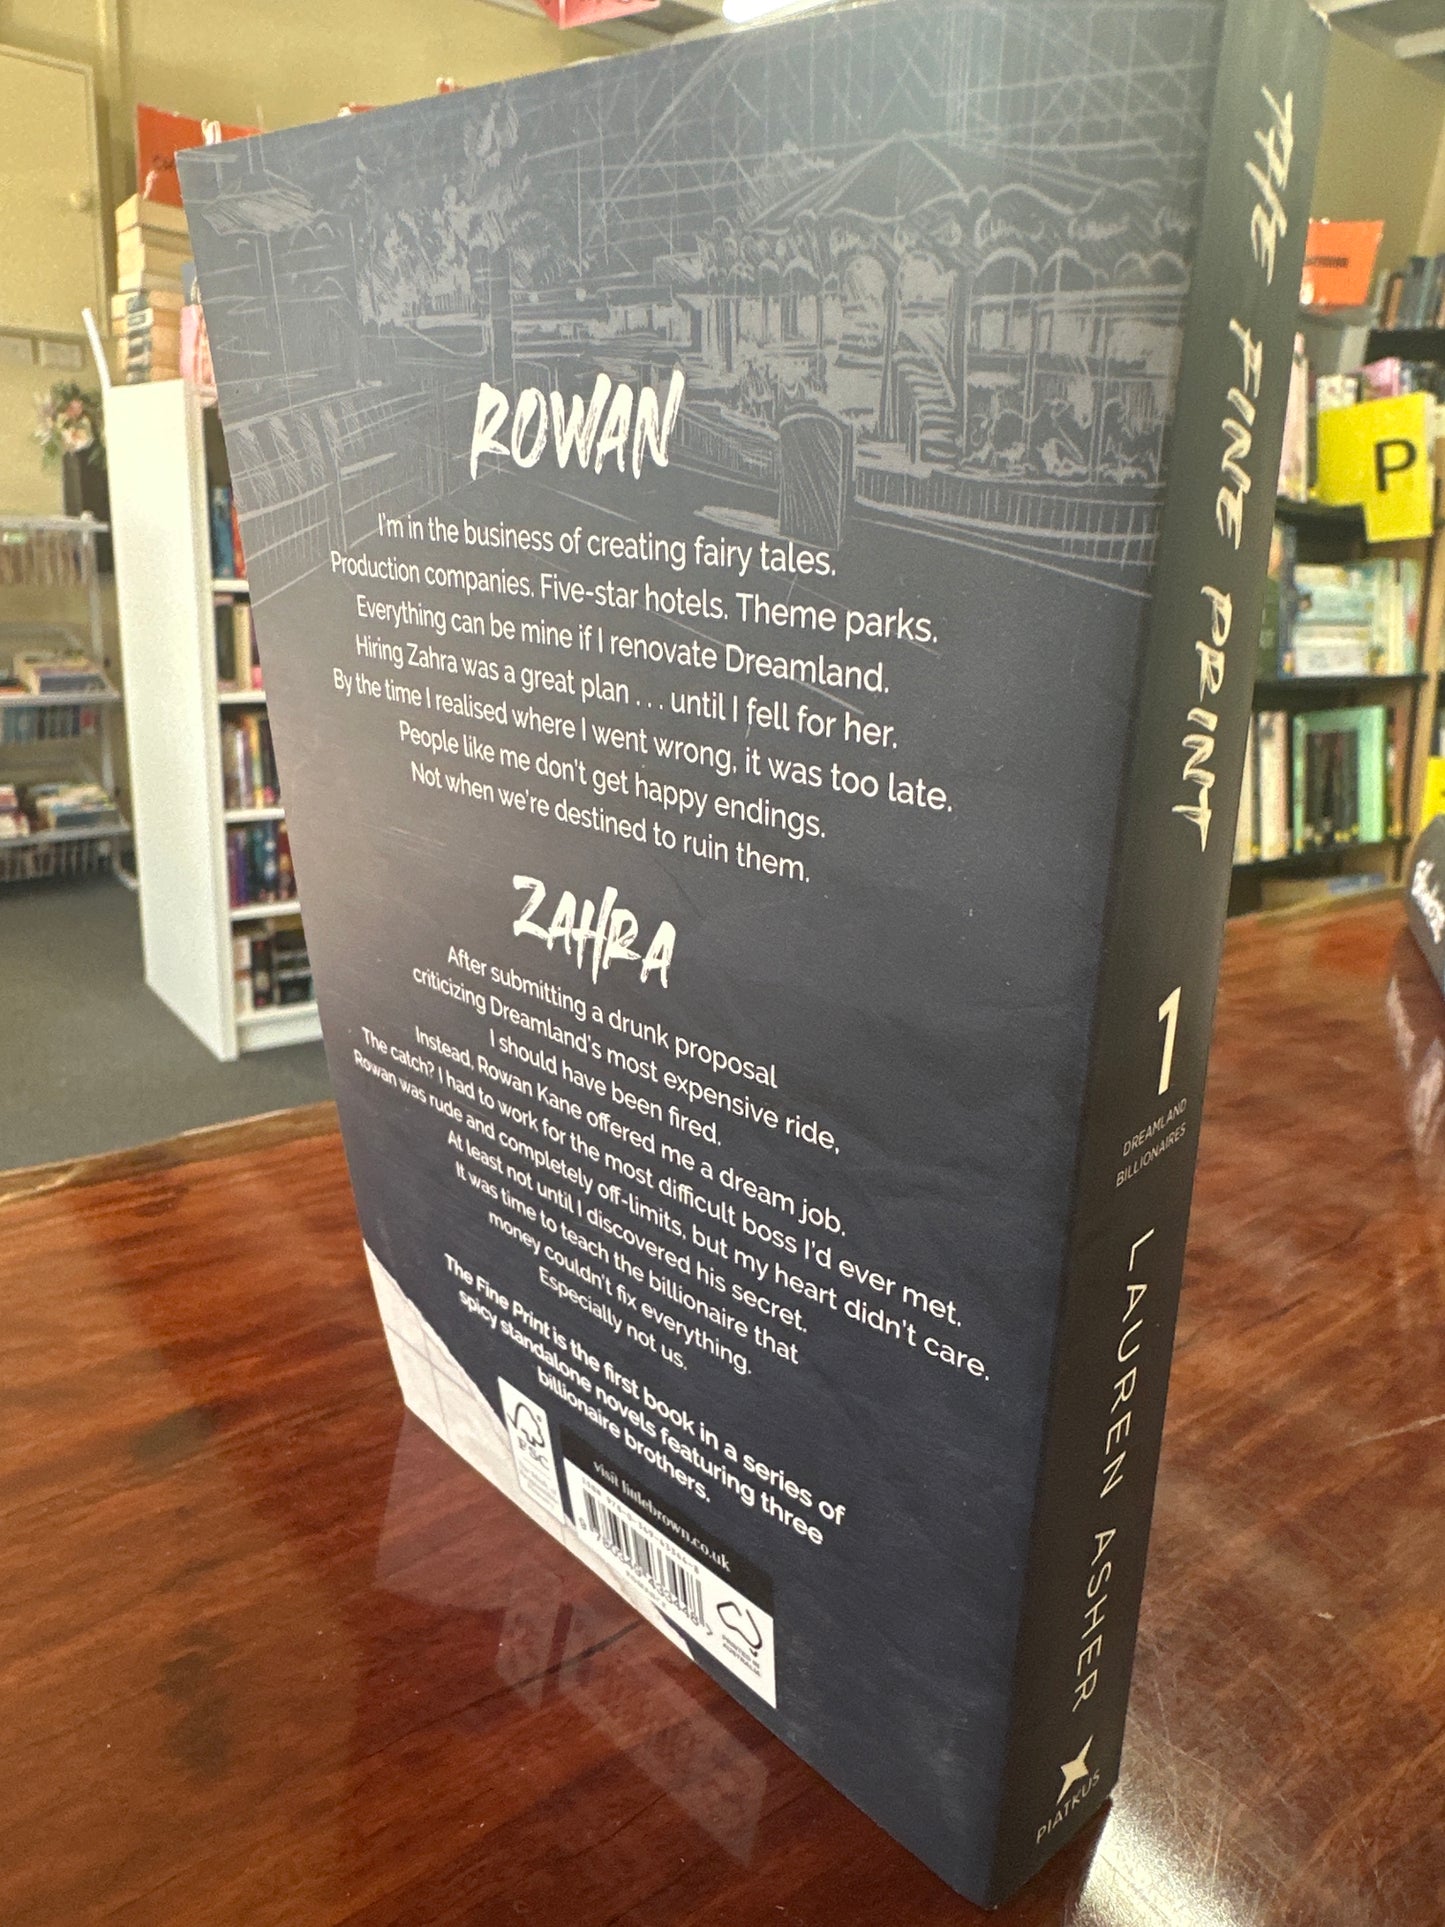 ROWAN
I'm in the business of creating fairy tales.
Production companies. Five-star hotels. Theme parks.
Everything can be mine if I renovate Dreamland.
Hiring Zahra was a great plan . . . until I fell for her.
By the time I realised where I went wrong, it was too late.
People like me don't get happy endings.
Not when we're destined to ruin them.
ZAHRA
After submitting a drunk proposal
criticizing Dreamland's most expensive ride,
I should have been fired.
Instead, Rowan Kane offered me a dream job.
The catch? I had to work for the most difficult boss I'd ever met.
Rowan was rude and completely off-limits, but my heart didn't care.
At least not until I discovered his secret.
It was time to teach the billionaire that
money couldn't fix everything.
Especially not us.
The Fine Print is the first book in a series of
spicy standalone novels featuring three
billionaire brothers.
FSC
visit littlebrown.co.uk
PRINTED IN
AUSTRALIA
THE FINE PRINT
1
DREAMLAND
BILLIONAIRES
LAUREN ASHER
PIATKUS
P